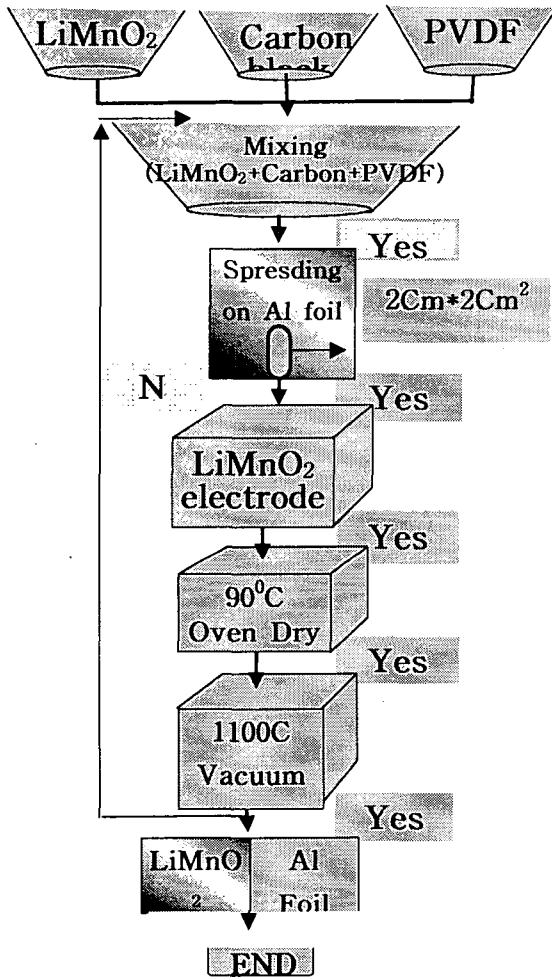 LiMnO₂
Carbon
black
PVDF
Mixing
(LiMnO₂+Carbon+PVDF)
Yes
Spresding
on Al foil
2Cm*2Cm²
N
Yes
LiMnO₂
electrode
Yes
90⁰C
Oven Dry
Yes
1100C
Vacuum
Yes
LiMnO
2
Al
Foil
END